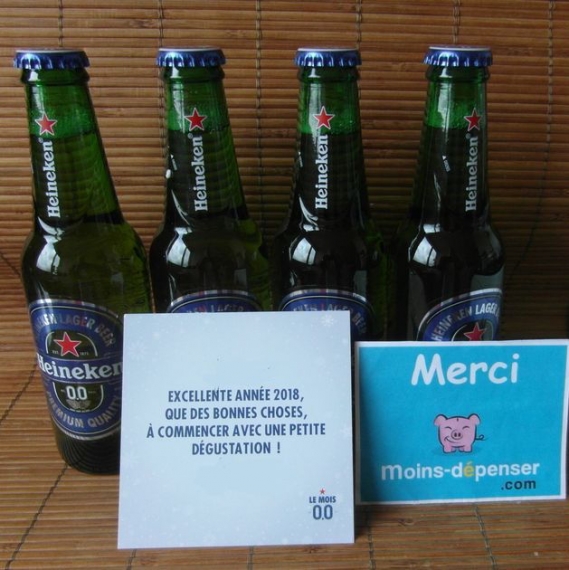 Heineken
Heineken
Heineken
Heineken
LAGER BEER
Heineken
0.0
PREMIUM QUALITY
EXCELLENTE ANNÉE 2018,
QUE DES BONNES CHOSES,
À COMMENCER AVEC UNE PETITE
DÉGUSTATION !
LE MOIS
0.0
Merci
moins-dépenser
.com